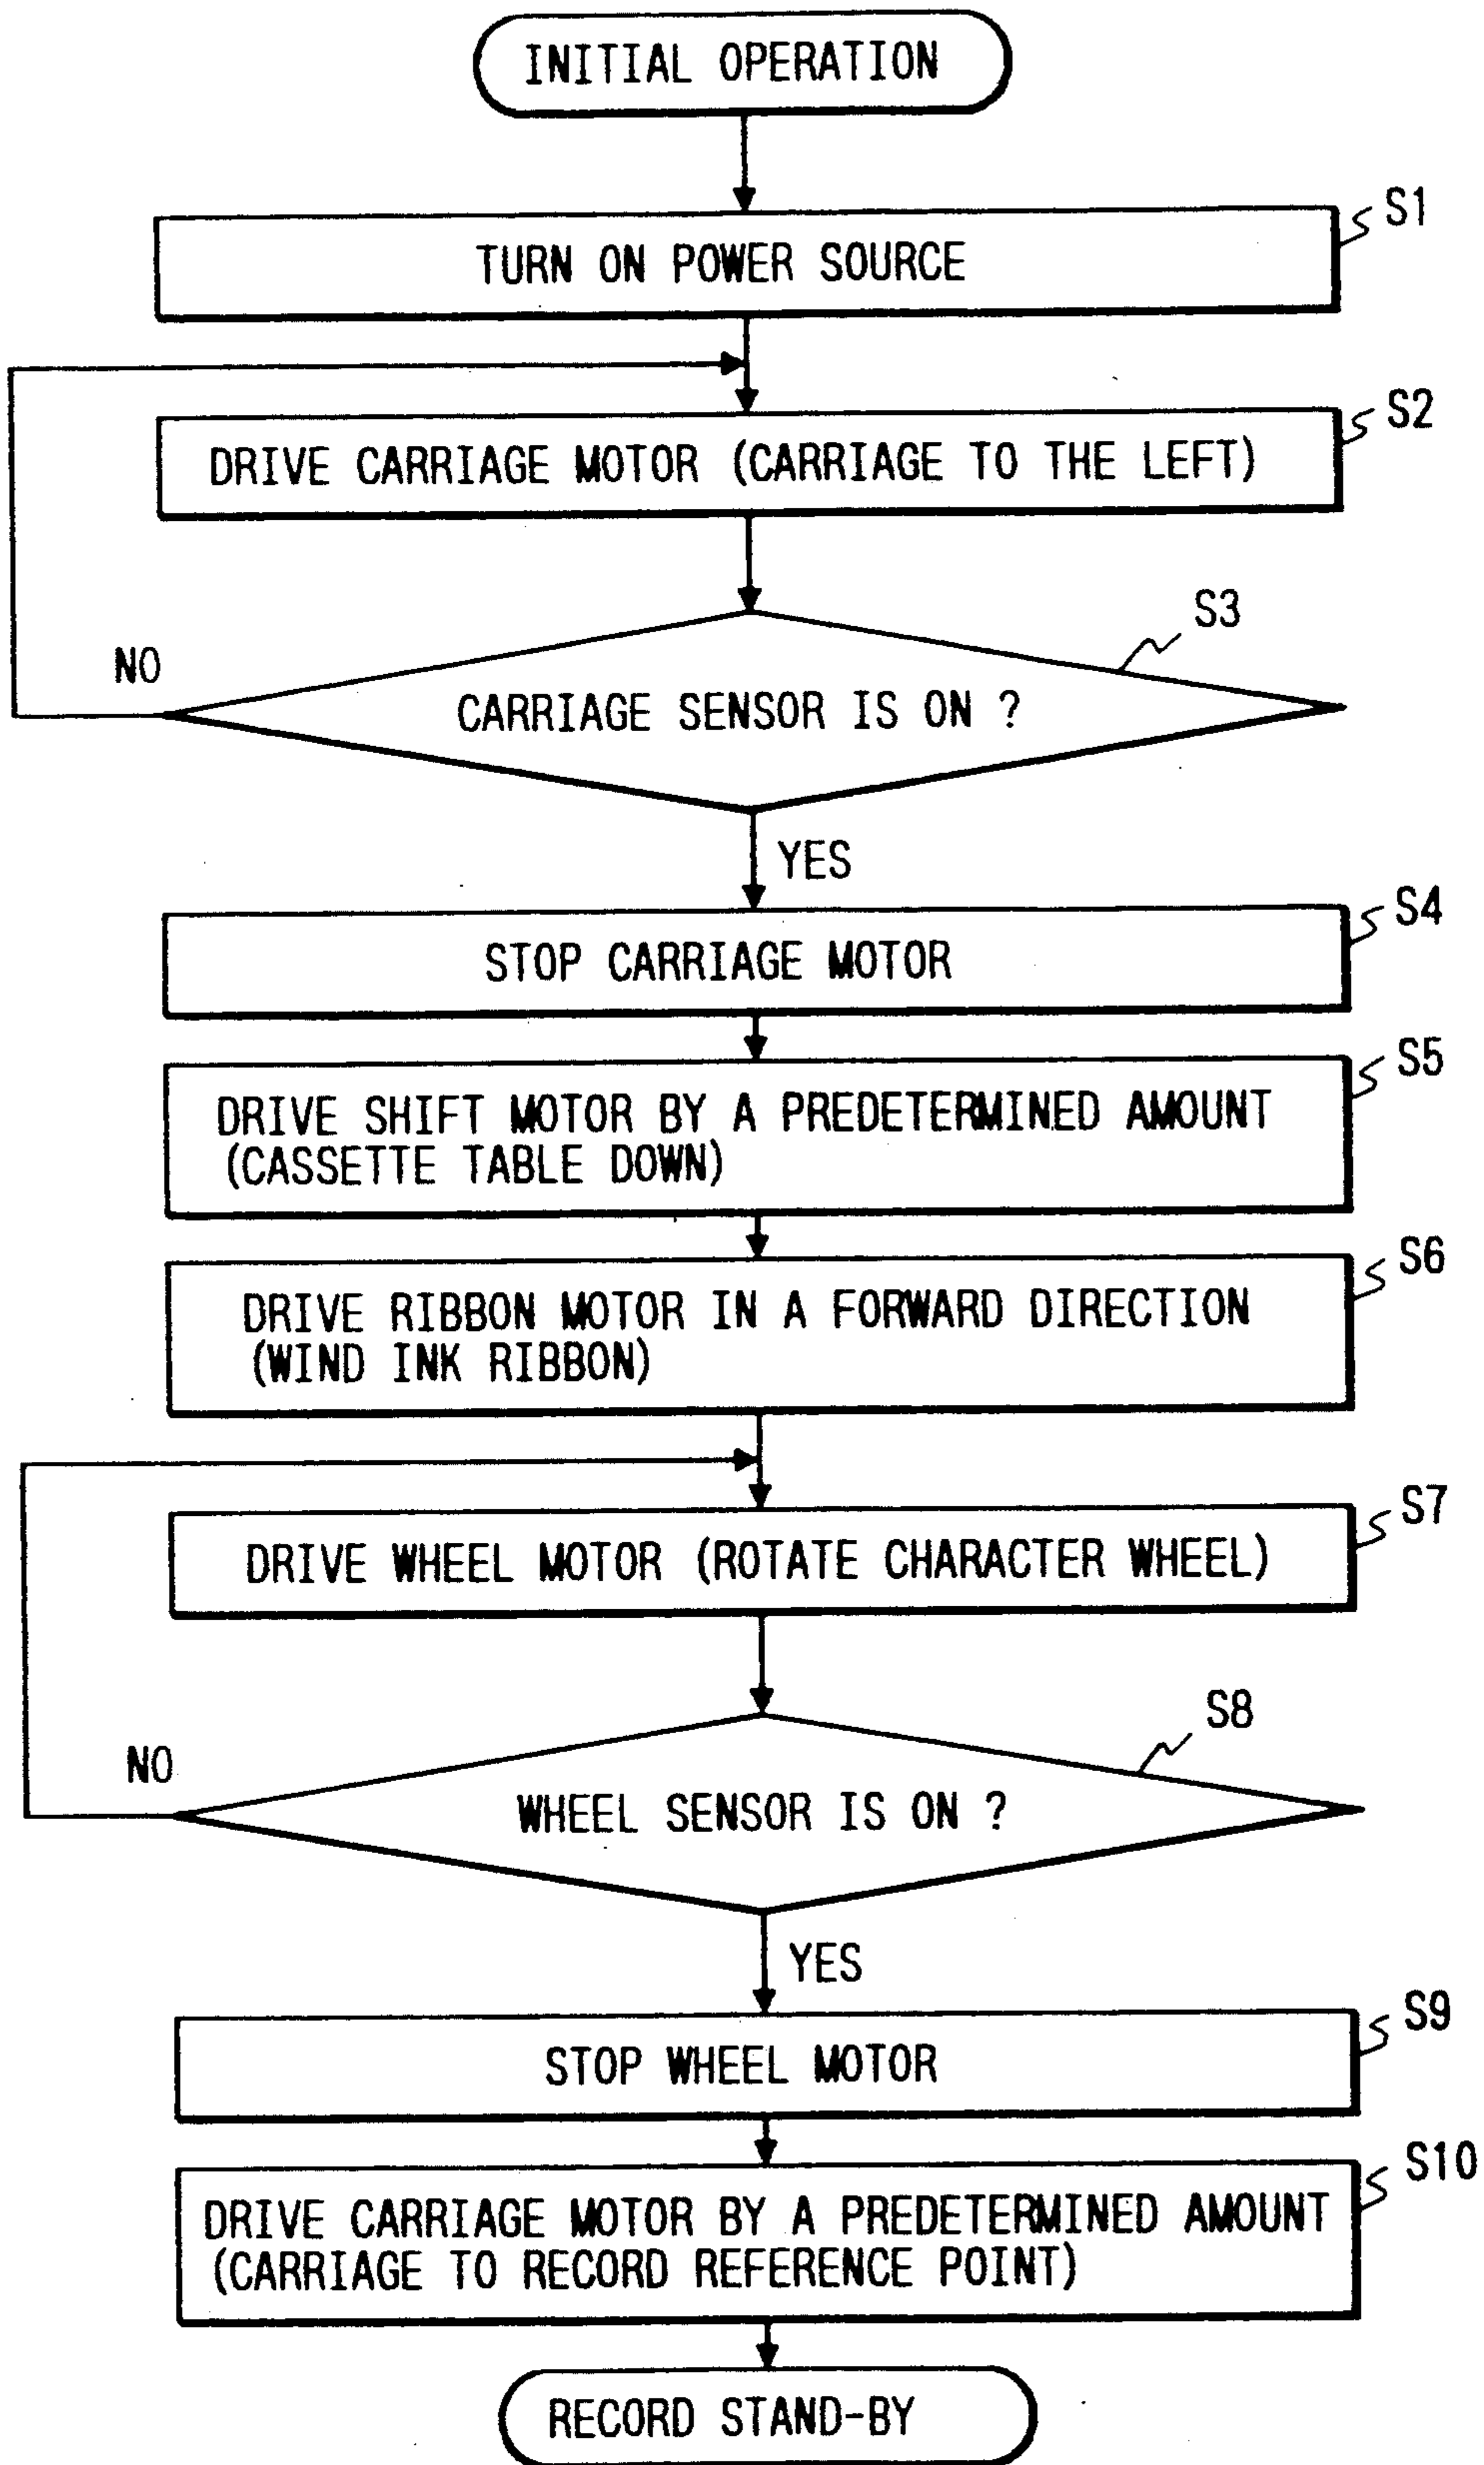 INITIAL OPERATION
S1
TURN ON POWER SOURCE
S2
DRIVE CARRIAGE MOTOR (CARRIAGE TO THE LEFT)
S3
NO
CARRIAGE SENSOR IS ON ?
YES
S4
STOP CARRIAGE MOTOR
S5
DRIVE SHIFT MOTOR BY A PREDETERMINED AMOUNT
(CASSETTE TABLE DOWN)
S6
DRIVE RIBBON MOTOR IN A FORWARD DIRECTION
(WIND INK RIBBON)
S7
DRIVE WHEEL MOTOR (ROTATE CHARACTER WHEEL)
S8
NO
WHEEL SENSOR IS ON ?
YES
S9
STOP WHEEL MOTOR
S10
DRIVE CARRIAGE MOTOR BY A PREDETERMINED AMOUNT
(CARRIAGE TO RECORD REFERENCE POINT)
RECORD STAND-BY